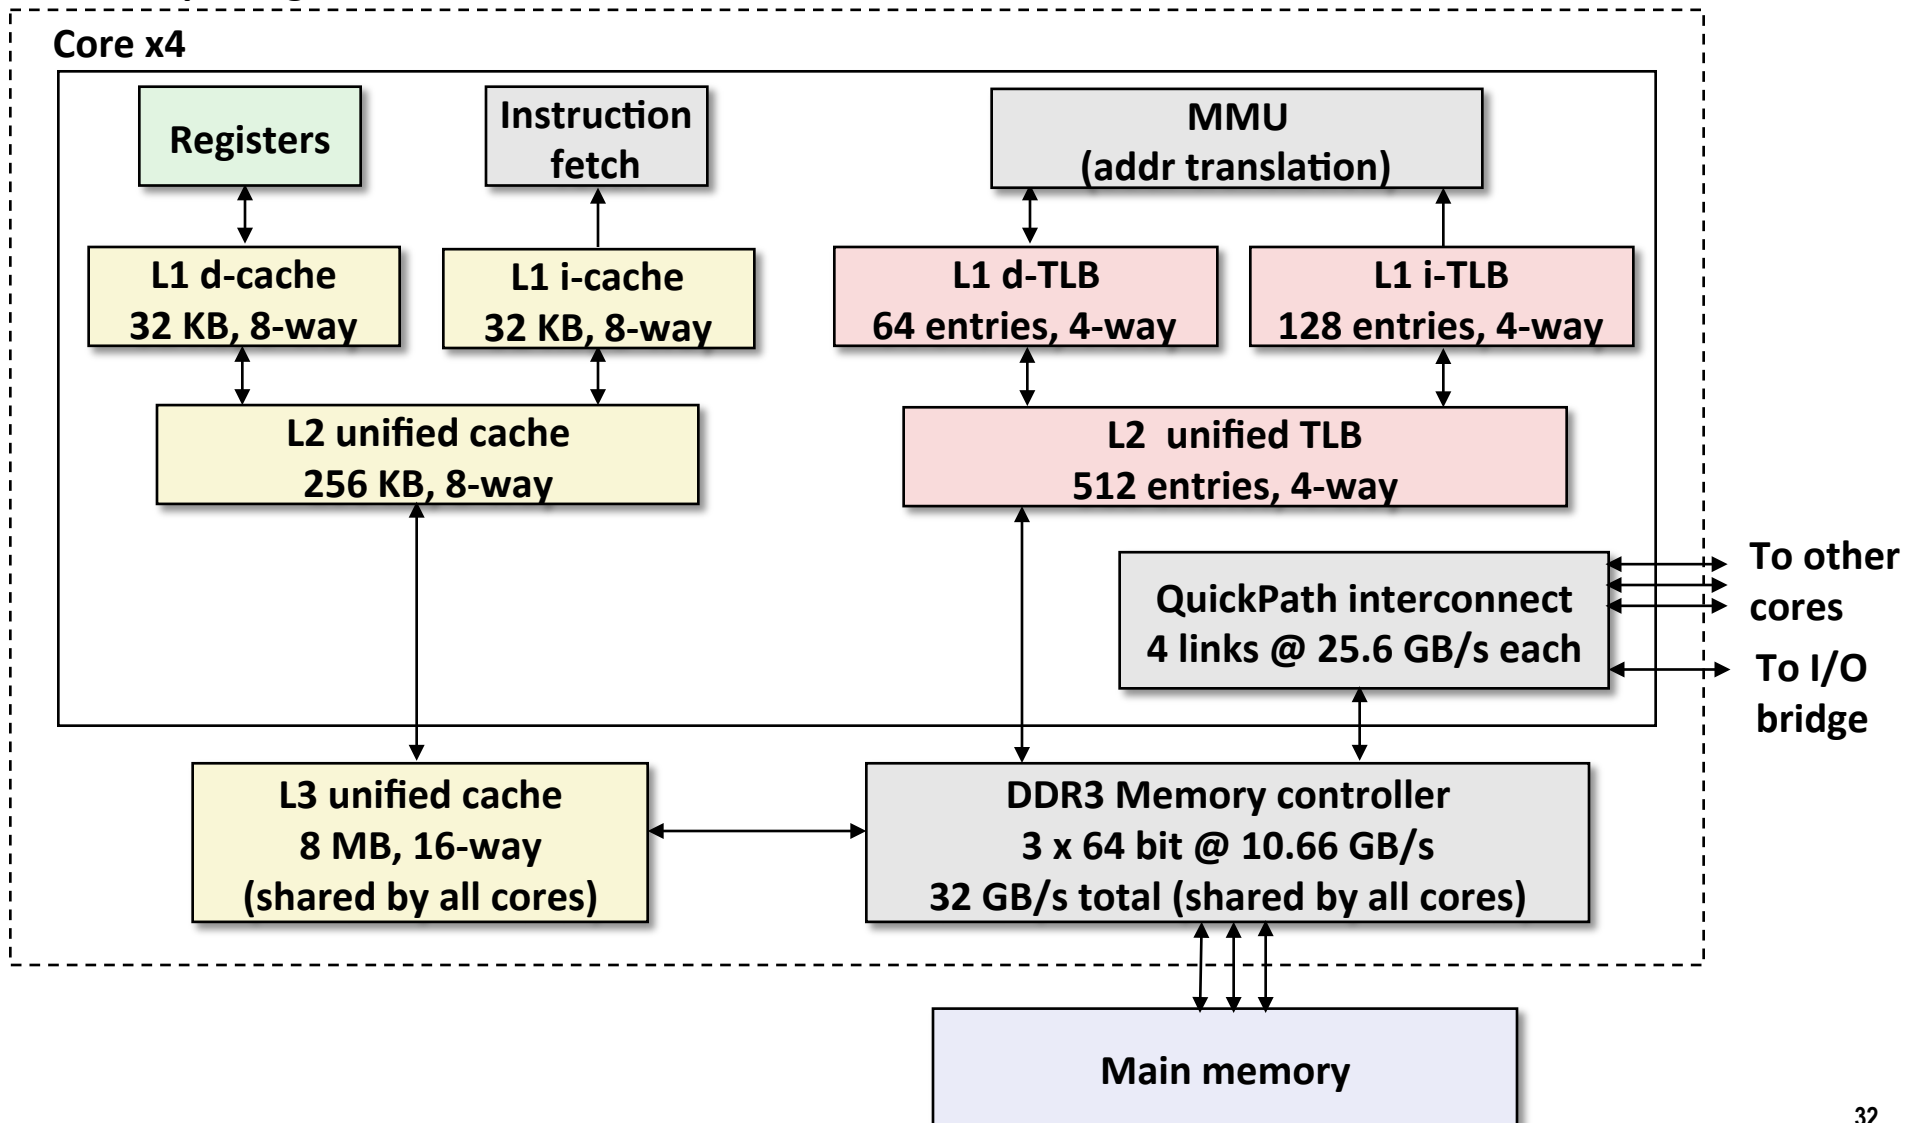 Core x4
Registers
Instruction
fetch
MMU
(addr translation)
L1 d-cache
32 KB, 8-way
L1 i-cache
32 KB, 8-way
L1 d-TLB
64 entries, 4-way
L1 i-TLB
128 entries, 4-way
L2 unified cache
256 KB, 8-way
L2 unified TLB
512 entries, 4-way
QuickPath interconnect
4 links @ 25.6 GB/s each
To other
cores
To I/O
bridge
L3 unified cache
8 MB, 16-way
(shared by all cores)
DDR3 Memory controller
3 x 64 bit @ 10.66 GB/s
32 GB/s total (shared by all cores)
Main memory
32